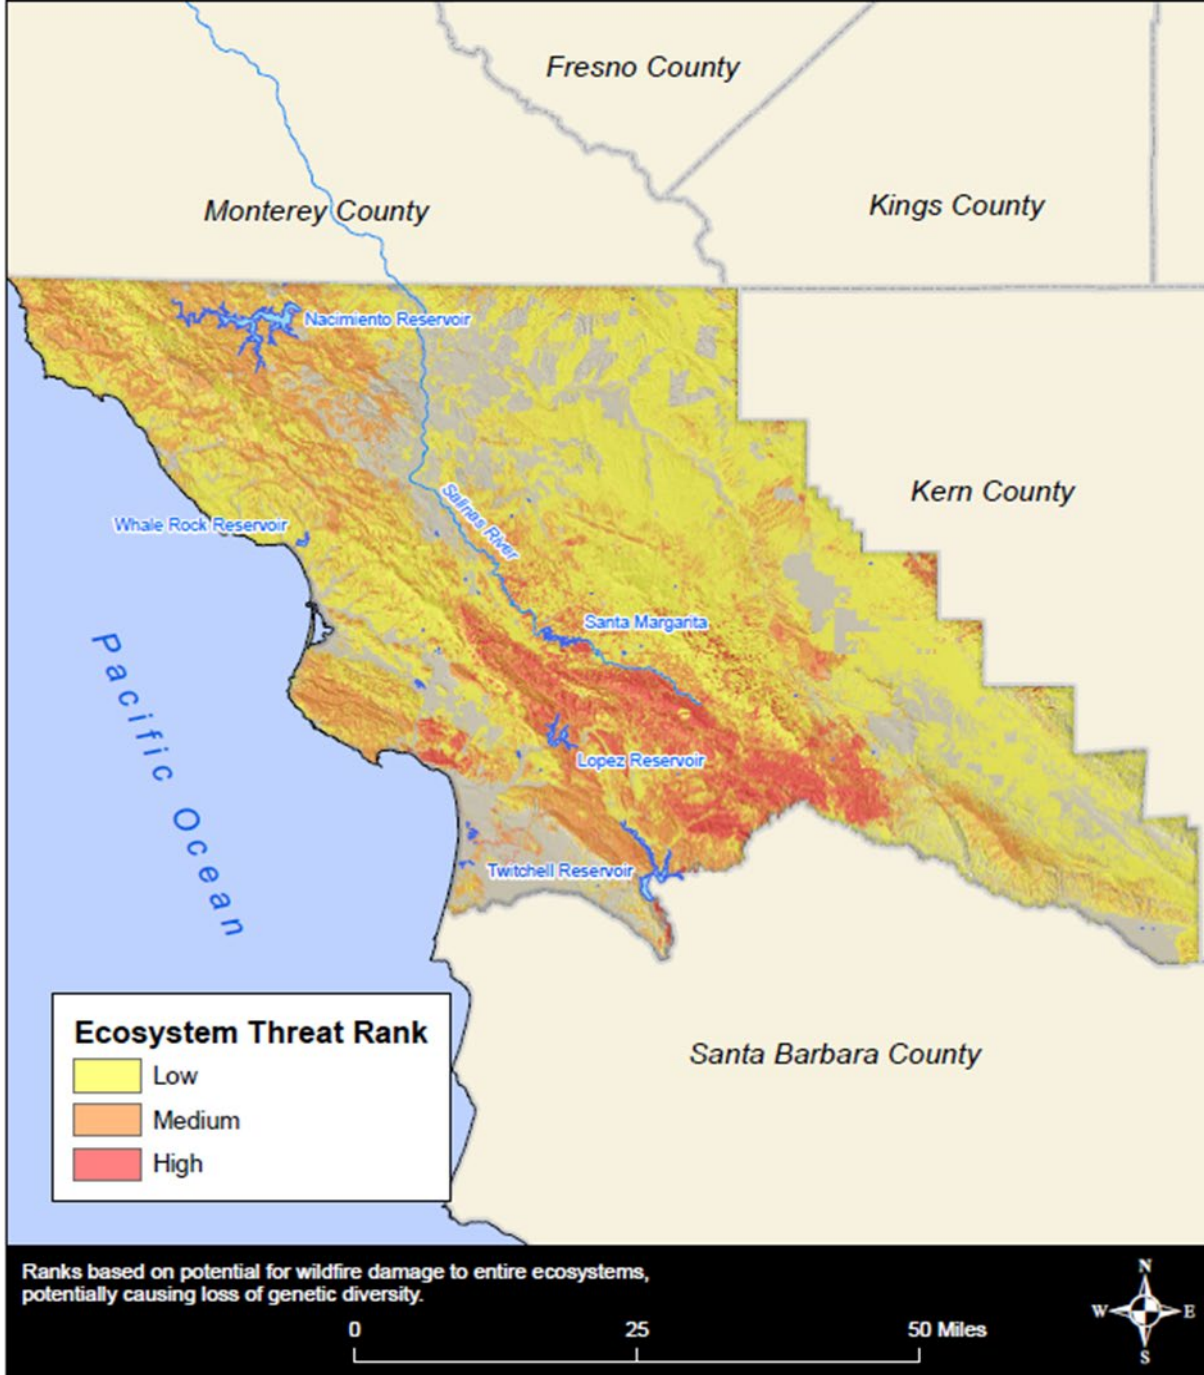 Fresno County
Monterey County
Kings County
Nacimiento Reservoir
Kern County
Salinas River
Whale Rock Reservoir
Santa Margarita
Pacific Ocean
Lopez Reservoir
Twitchell Reservoir
Santa Barbara County
Ecosystem Threat Rank
Low
Medium
High
Ranks based on potential for wildfire damage to entire ecosystems,
potentially causing loss of genetic diversity.
0 25 50 Miles
N
W E
S